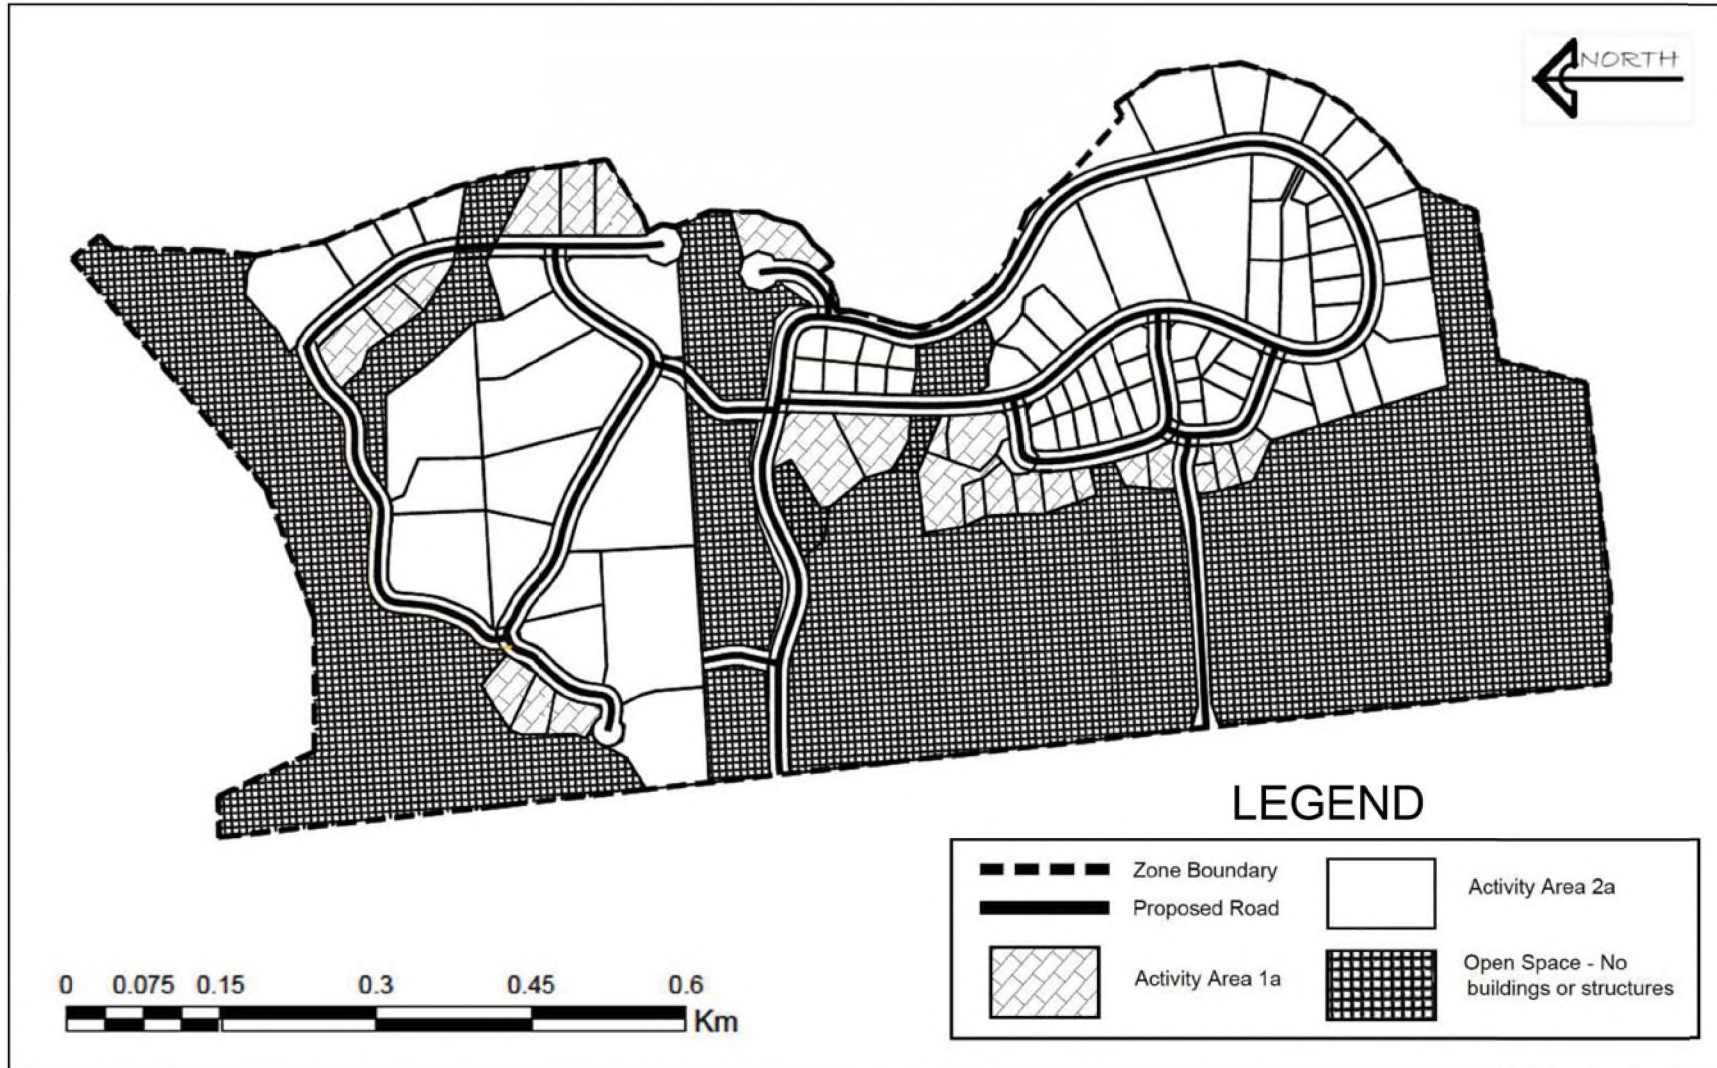 NORTH
LEGEND
Zone Boundary
Proposed Road
Activity Area 1a
Activity Area 2a
Open Space - No
buildings or structures
0 0.075 0.15 0.3 0.45 0.6
Km